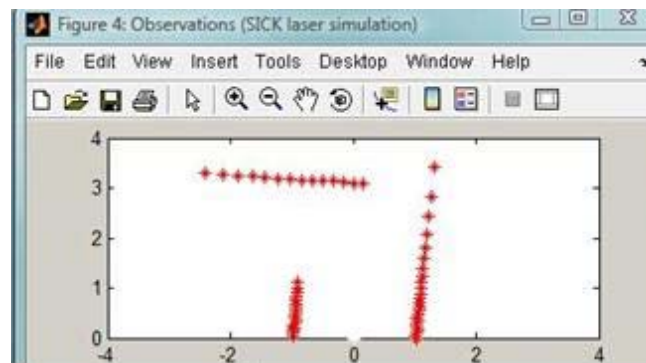 Figure 4: Observations (SICK laser simulation)
File Edit View Insert Tools Desktop Window Help
4
3
2
1
0
-4 -2 0 2 4